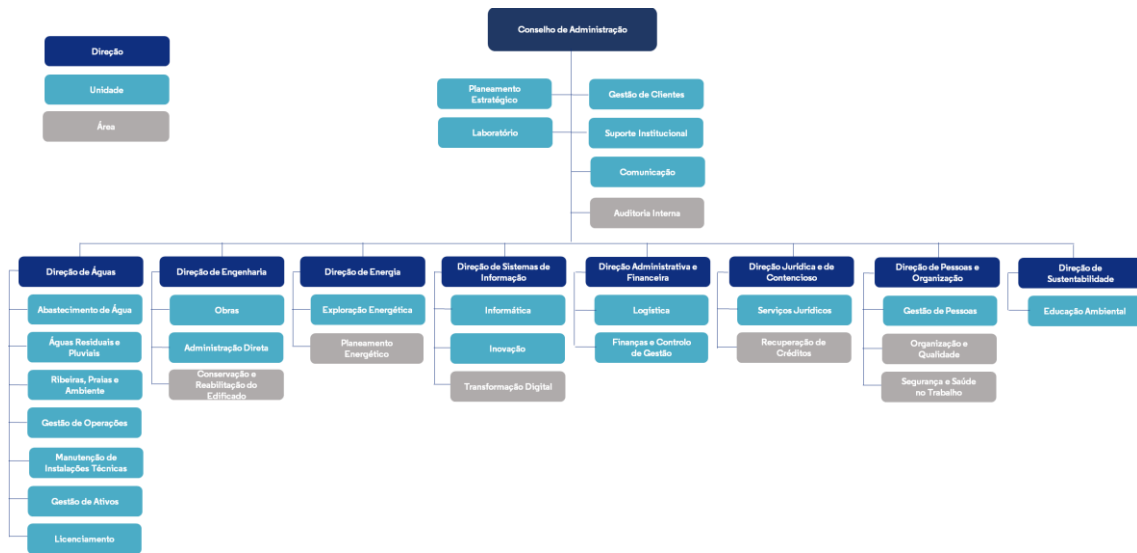 Conselho de Administração
Direção
Unidade
Área
Planeamento
Estratégico
Gestão de Clientes
Laboratório
Suporte Institucional
Comunicação
Auditoria Interna
Direção de Águas
Abastecimento de Água
Águas Residuais e
Pluviais
Ribeiras, Praias e
Ambiente
Gestão de Operações
Manutenção de
Instalações Técnicas
Gestão de Ativos
Licenciamento
Direção de Engenharia
Obras
Administração Direta
Conservação e
Reabilitação do
Edificado
Direção de Energia
Exploração Energética
Planeamento
Energético
Direção de Sistemas de
Informação
Informática
Inovação
Transformação Digital
Direção Administrativa e
Financeira
Logística
Finanças e Controlo
de Gestão
Direção Jurídica e de
Contencioso
Serviços Jurídicos
Recuperação de
Créditos
Direção de Pessoas e
Organização
Gestão de Pessoas
Organização e
Qualidade
Segurança e Saúde
no Trabalho
Direção de
Sustentabilidade
Educação Ambiental